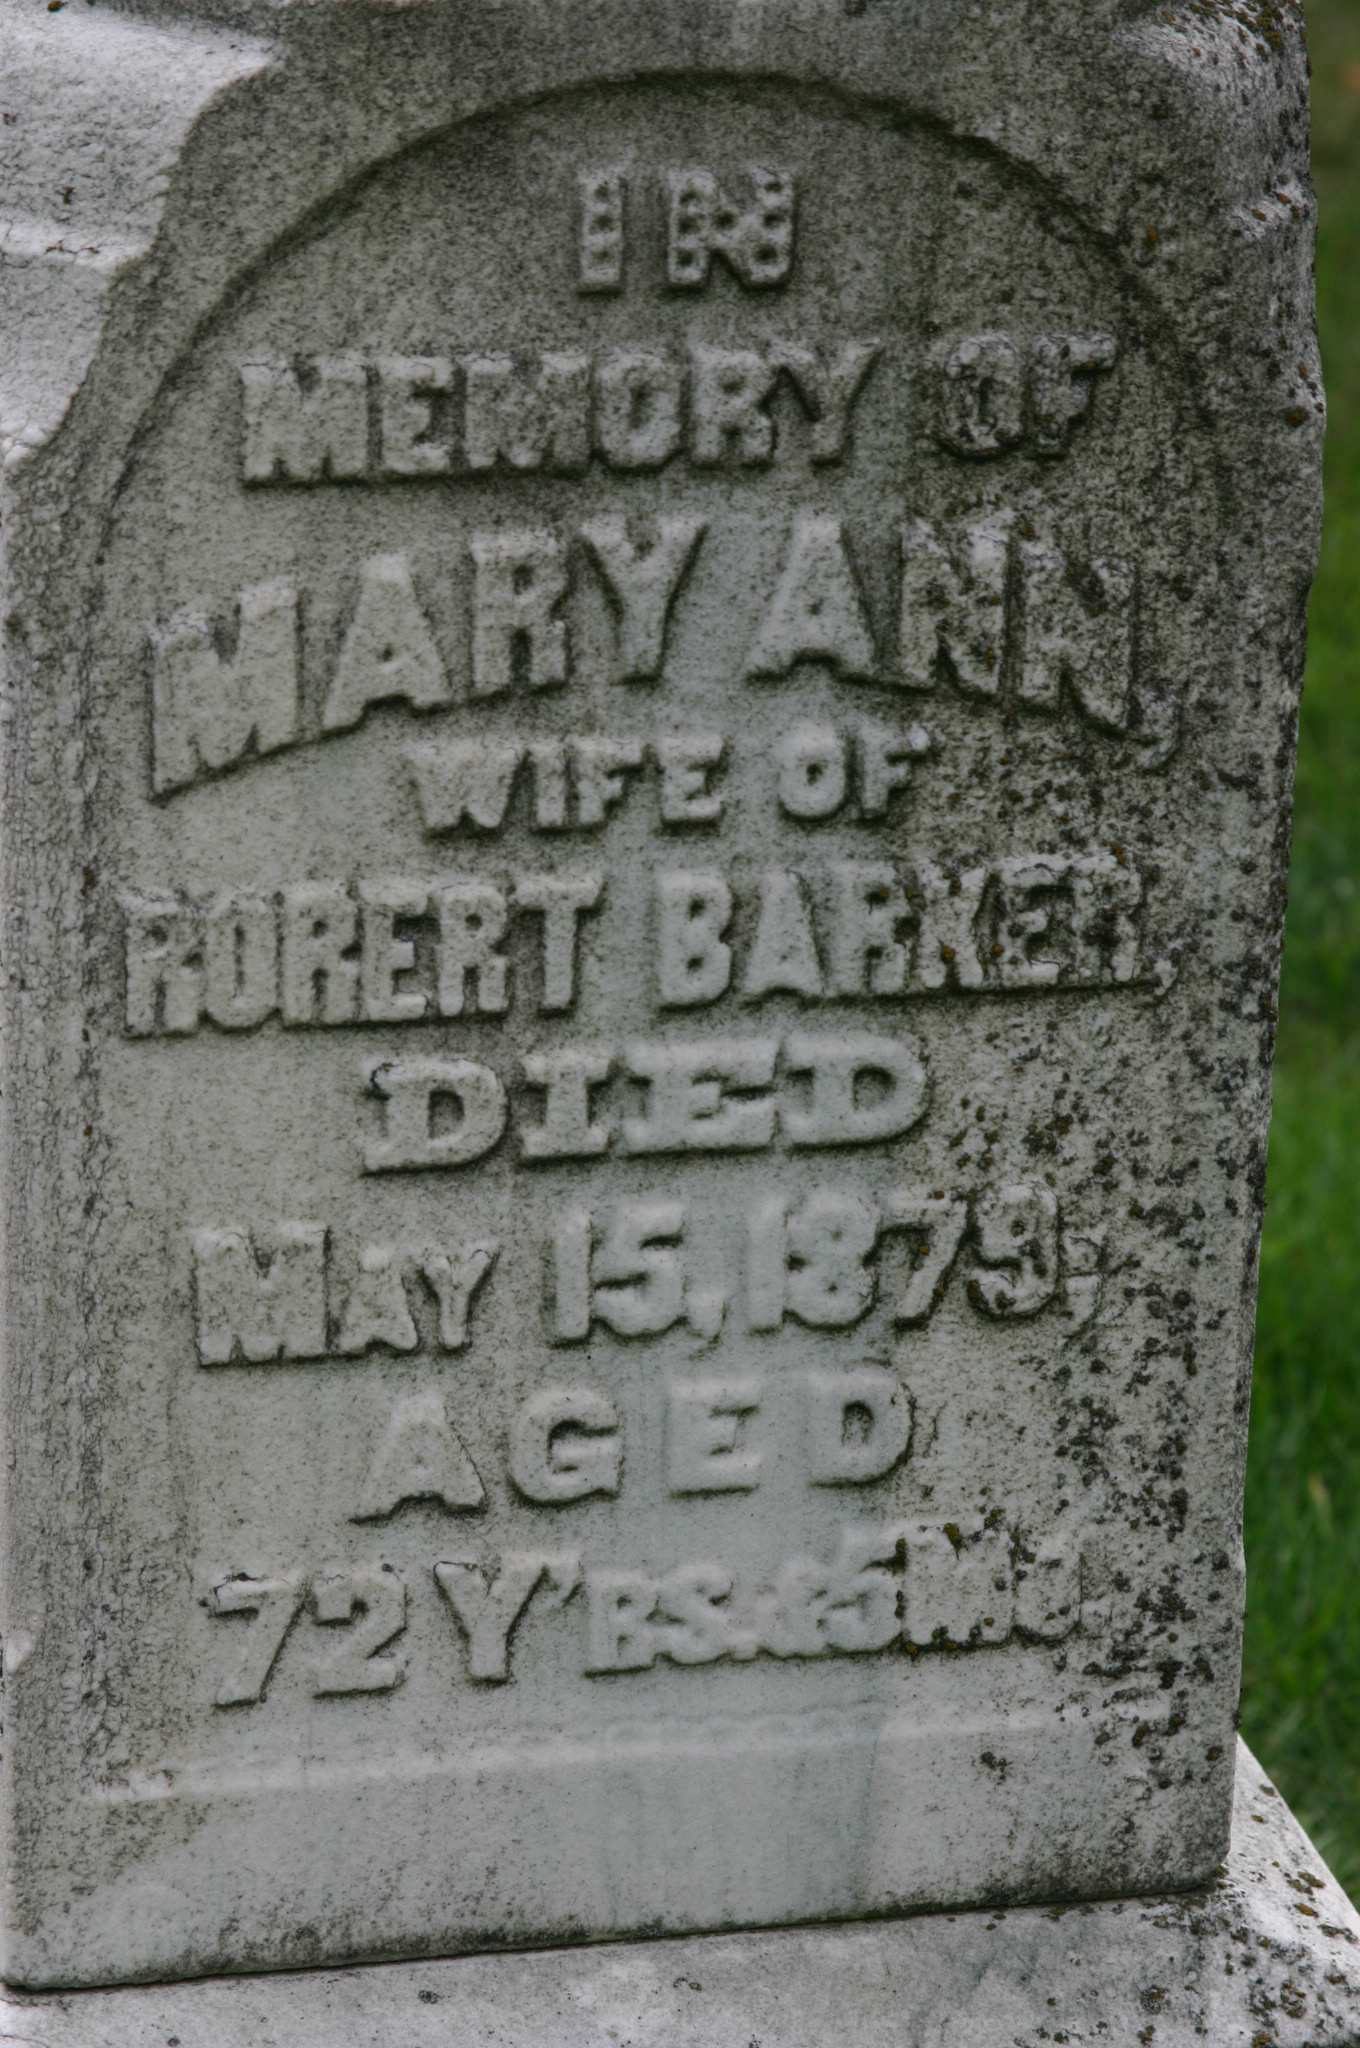 IN
MEMORY OF
MARY ANN,
WIFE OF
ROBERT BARKER,
DIED
MAY 15, 1879,
AGED
72 Y'RS. & 5 MO.